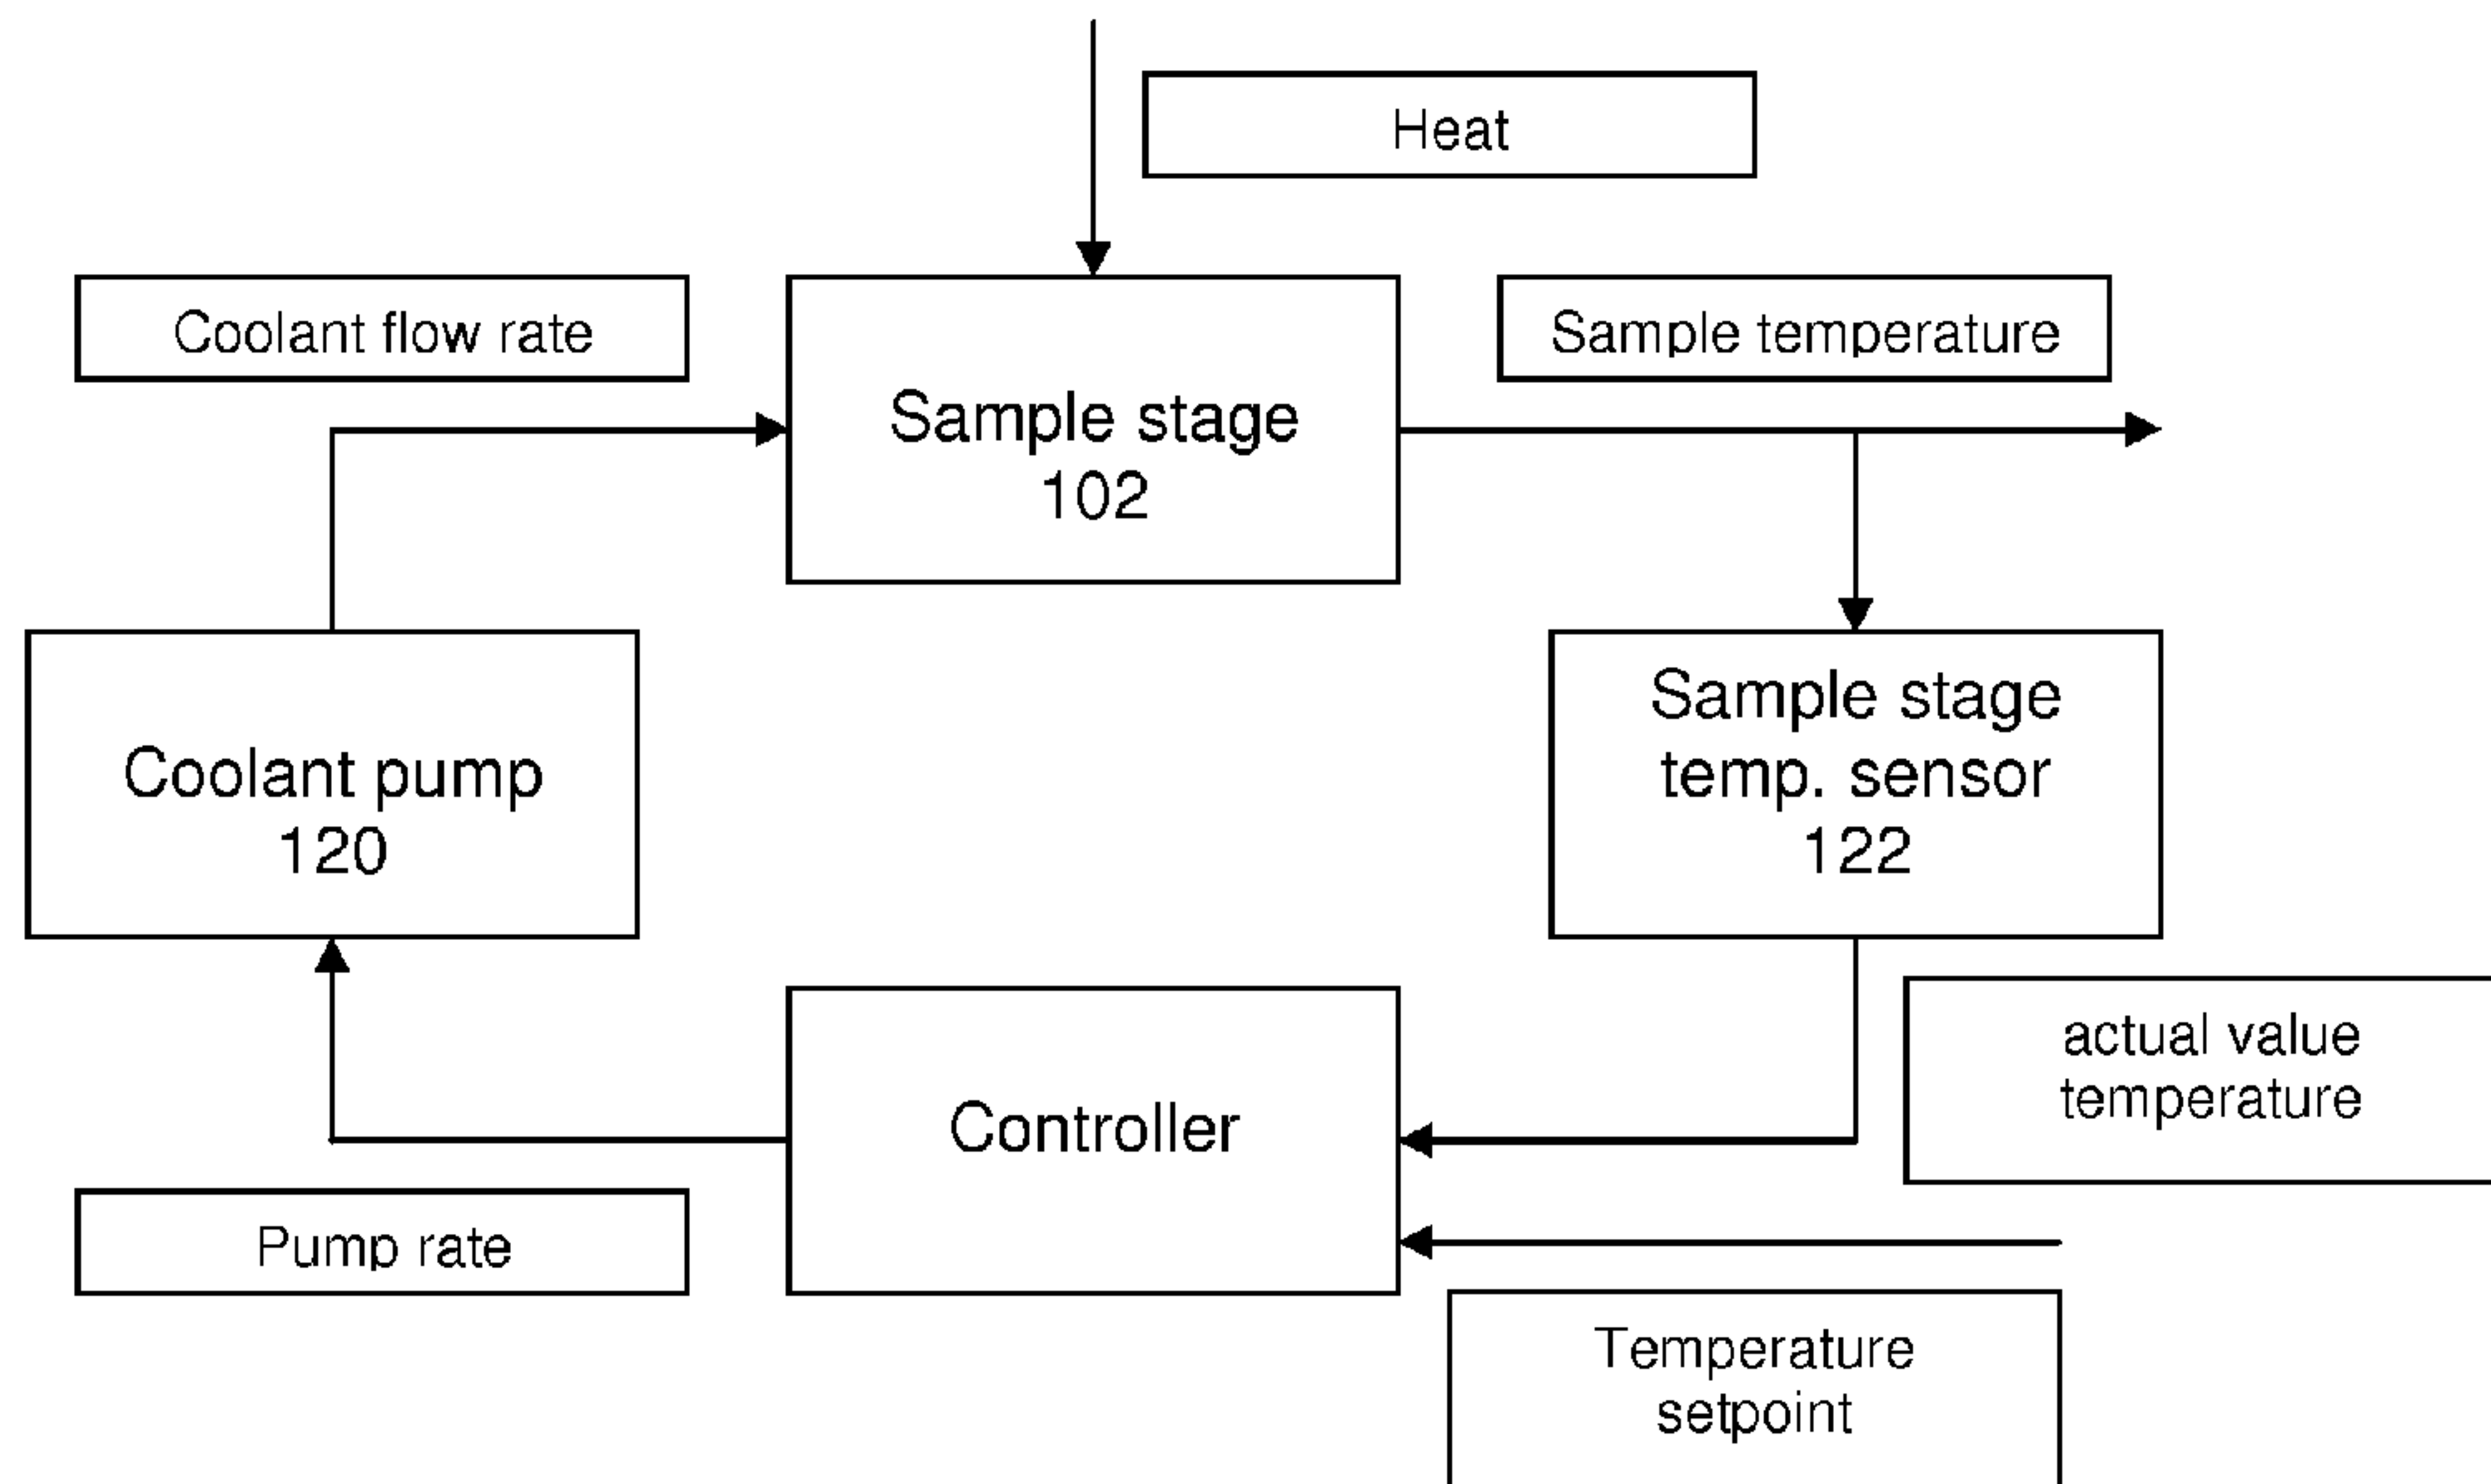 Heat
Coolant flow rate
Sample stage
102
Sample temperature
Coolant pump
120
Sample stage
temp. sensor
122
Controller
actual value
temperature
Pump rate
Temperature
setpoint